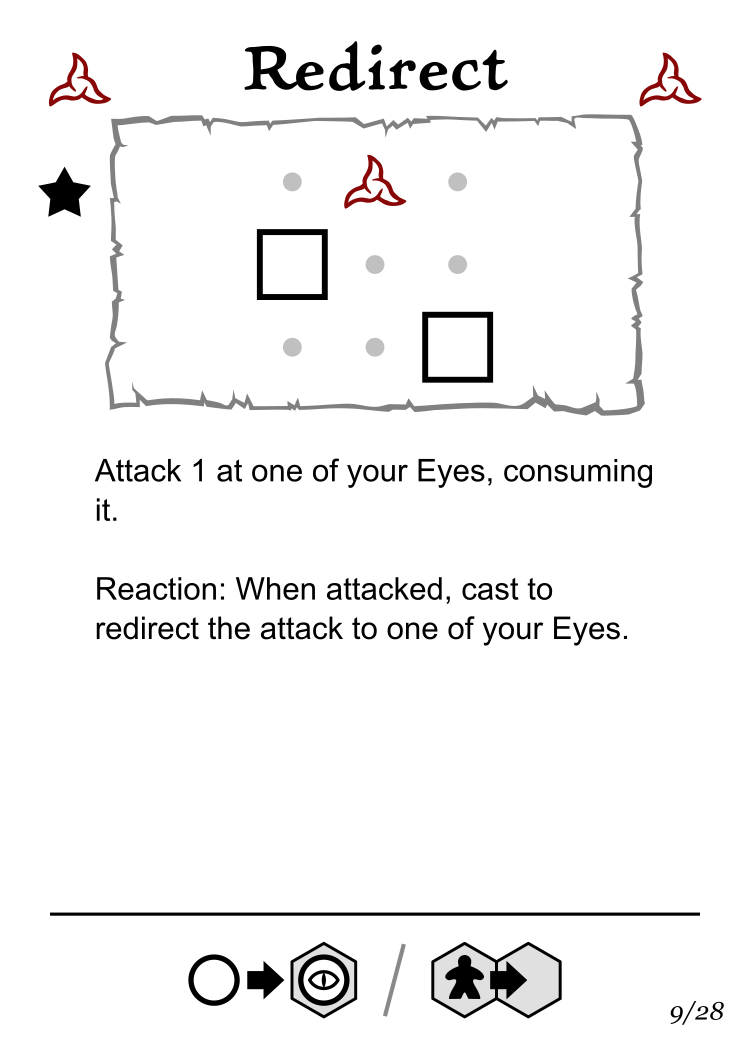 Redirect
Attack 1 at one of your Eyes, consuming
it.
Reaction: When attacked, cast to
redirect the attack to one of your Eyes.
9/28